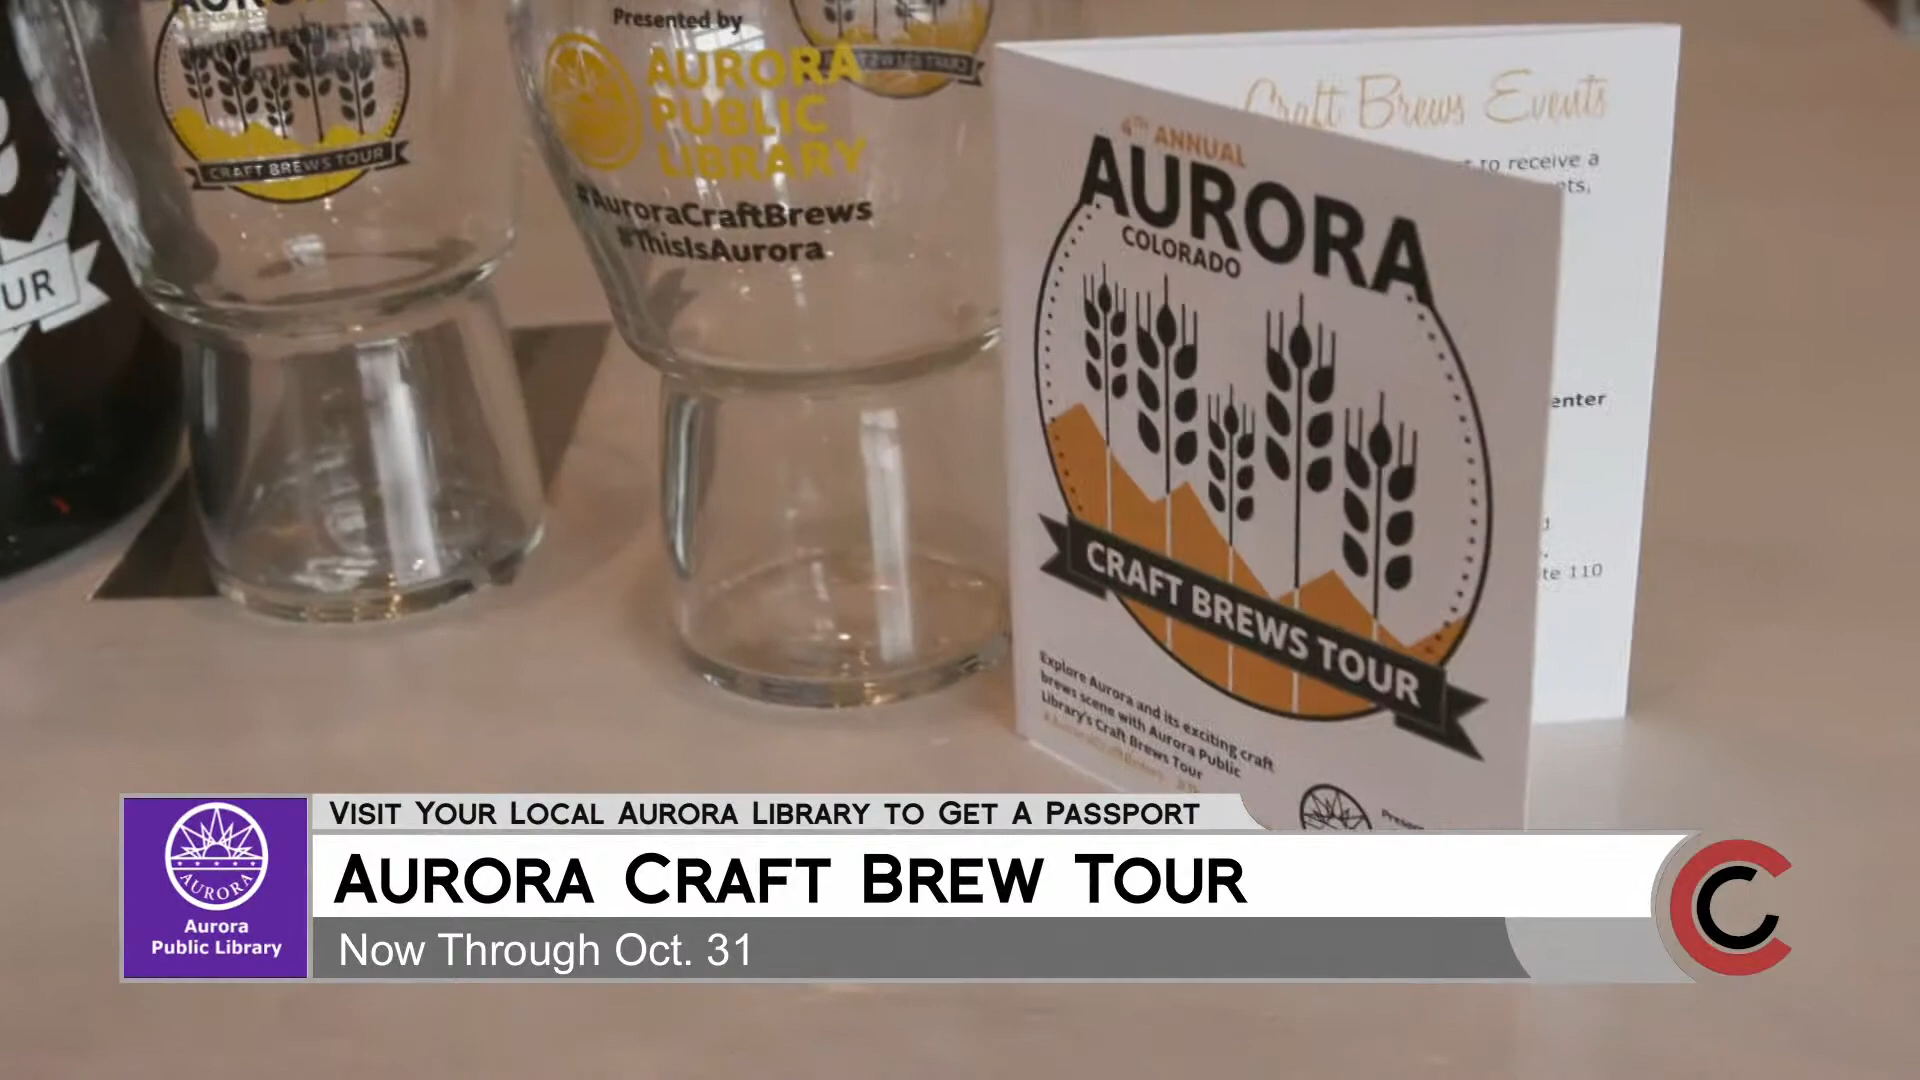 AURORA
CRAFT BREWS TOUR
UR
Presented by
AURORA
PUBLIC
LIBRARY
#AuroraCraftBrews
#ThisIsAurora
Craft Brews Events
to receive a
enter
te 110
4TH ANNUAL
AURORA
COLORADO
CRAFT BREWS TOUR
Explore Aurora and its exciting craft
brews scene with Aurora Public
Library's Craft Brews Tour
Visit Your Local Aurora Library to Get A Passport
Aurora Craft Brew Tour
Now Through Oct. 31
AURORA
Aurora
Public Library